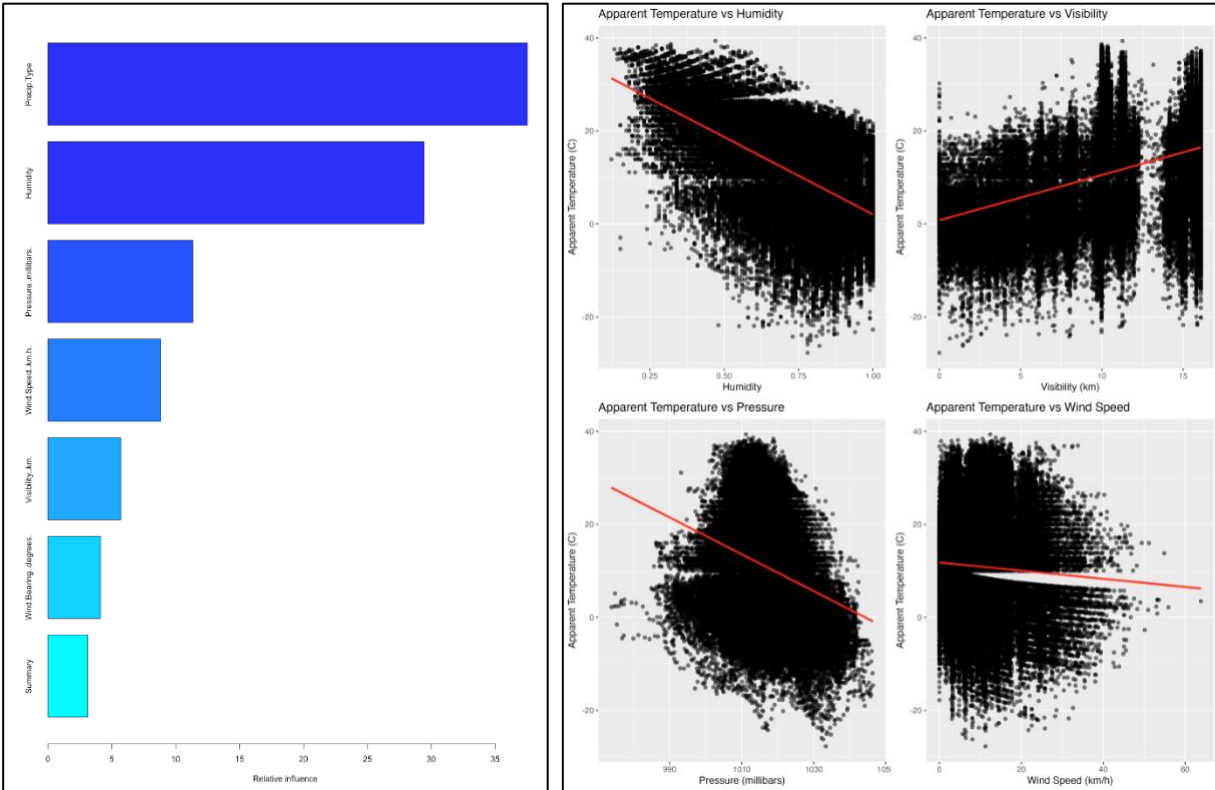 Precip.Type
Humidity
Pressure..millibars.
Wind.Speed..km.h.
Visibility..km.
Wind.Bearing..degrees.
Summary
0 5 10 15 20 25 30 35
Relative influence
Apparent Temperature vs Humidity
Apparent Temperature (C)
40
20
0
-20
0.25 0.50 0.75 1.00
Humidity
Apparent Temperature vs Visibility
Apparent Temperature (C)
40
20
0
-20
0 5 10 15
Visibility (km)
Apparent Temperature vs Pressure
Apparent Temperature (C)
40
20
0
-20
990 1010 1030 105
Pressure (millibars)
Apparent Temperature vs Wind Speed
Apparent Temperature (C)
40
20
0
-20
0 20 40 60
Wind Speed (km/h)